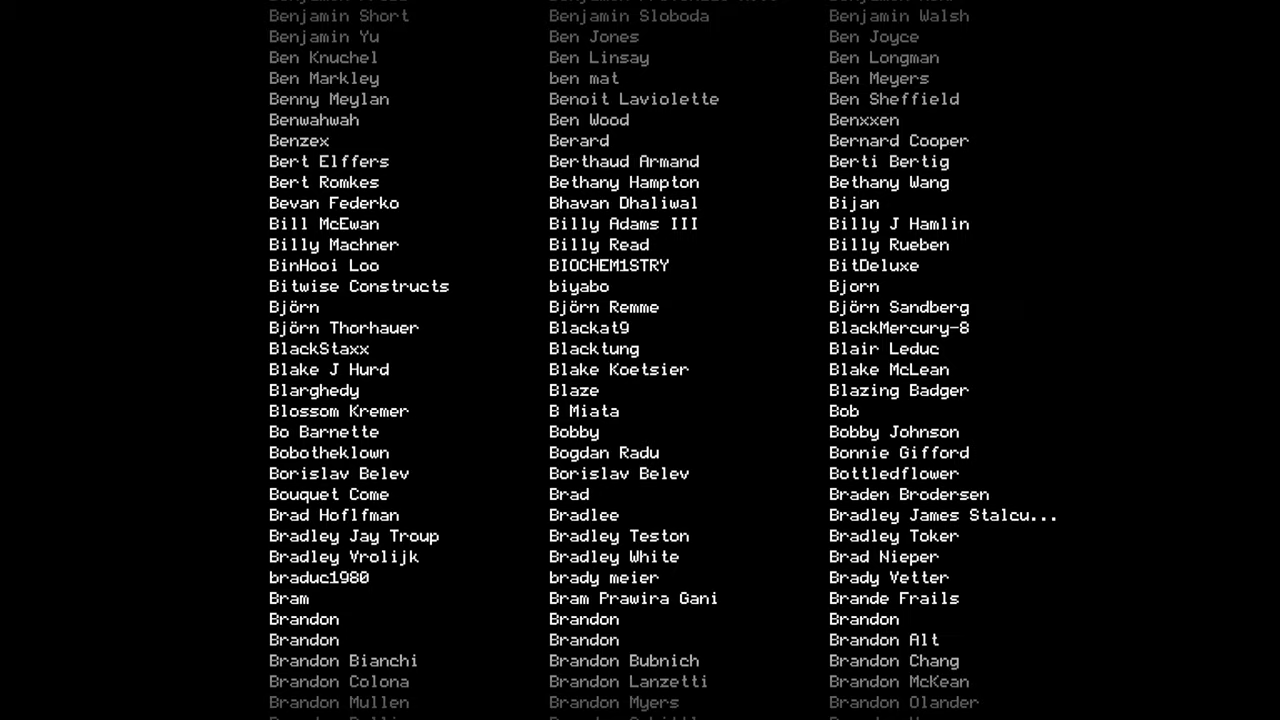 Benjamin Short Benjamin Sloboda Benjamin Walsh
Benjamin Yu Ben Jones Ben Joyce
Ben Knuchel Ben Linsay Ben Longman
Ben Markley ben mat Ben Meyers
Benny Meylan Benoit Laviolette Ben Sheffield
Benwahwah Ben Wood Benxxen
Benzex Berard Bernard Cooper
Bert Elffers Berthaud Armand Berti Bertig
Bert Romkes Bethany Hampton Bethany Wang
Bevan Federko Bhavan Dhaliwal Bijan
Bill McEwan Billy Adams III Billy J Hamlin
Billy Machner Billy Read Billy Rueben
BinHooi Loo BIOCHEM1STRY BitDeluxe
Bitwise Constructs biyabo Bjorn
Björn Björn Remme Björn Sandberg
Björn Thorhauer Blackat9 BlackMercury-8
BlackStaxx Blacktung Blair Leduc
Blake J Hurd Blake Koetsier Blake McLean
Blarghedy Blaze Blazing Badger
Blossom Kremer B Miata Bob
Bo Barnette Bobby Bobby Johnson
Bobotheklown Bogdan Radu Bonnie Gifford
Borislav Belev Borislav Belev Bottledflower
Bouquet Come Brad Braden Brodersen
Brad Hoflfman Bradlee Bradley James Stalcu...
Bradley Jay Troup Bradley Teston Bradley Toker
Bradley Vrolijk Bradley White Brad Nieper
braduc1980 brady meier Brady Vetter
Bram Bram Prawira Gani Brande Frails
Brandon Brandon Brandon
Brandon Brandon Brandon Alt
Brandon Bianchi Brandon Bubnich Brandon Chang
Brandon Colona Brandon Lanzetti Brandon McKean
Brandon Mullen Brandon Myers Brandon Olander